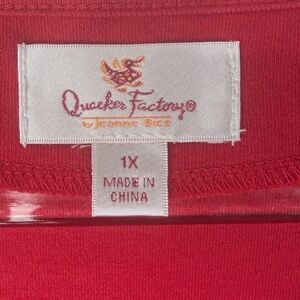 Quacker Factory®
by Jeanne Bice
1X
MADE IN
CHINA